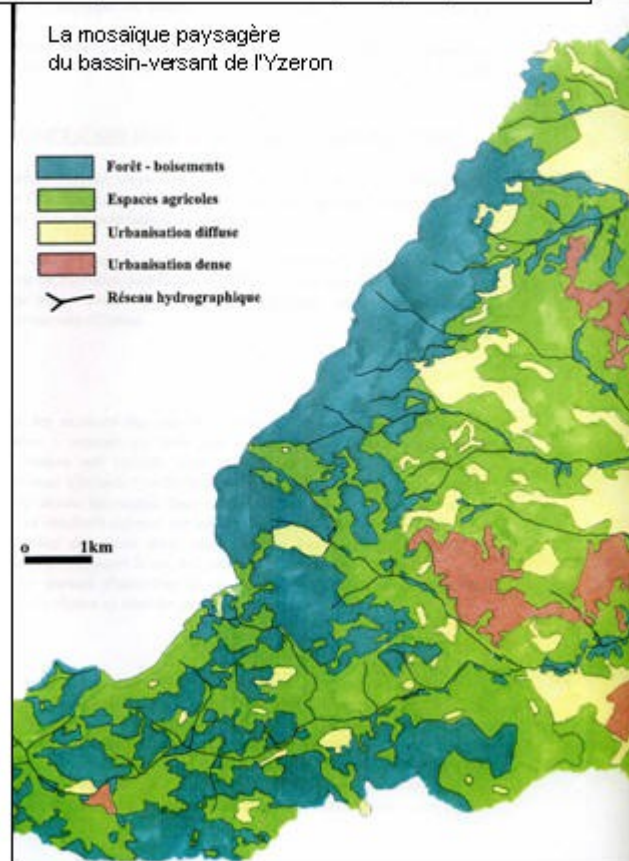 La mosaïque paysagère
du bassin-versant de l'Yzeron
Forêt - boisements
Espaces agricoles
Urbanisation diffuse
Urbanisation dense
Réseau hydrographique
o 1km